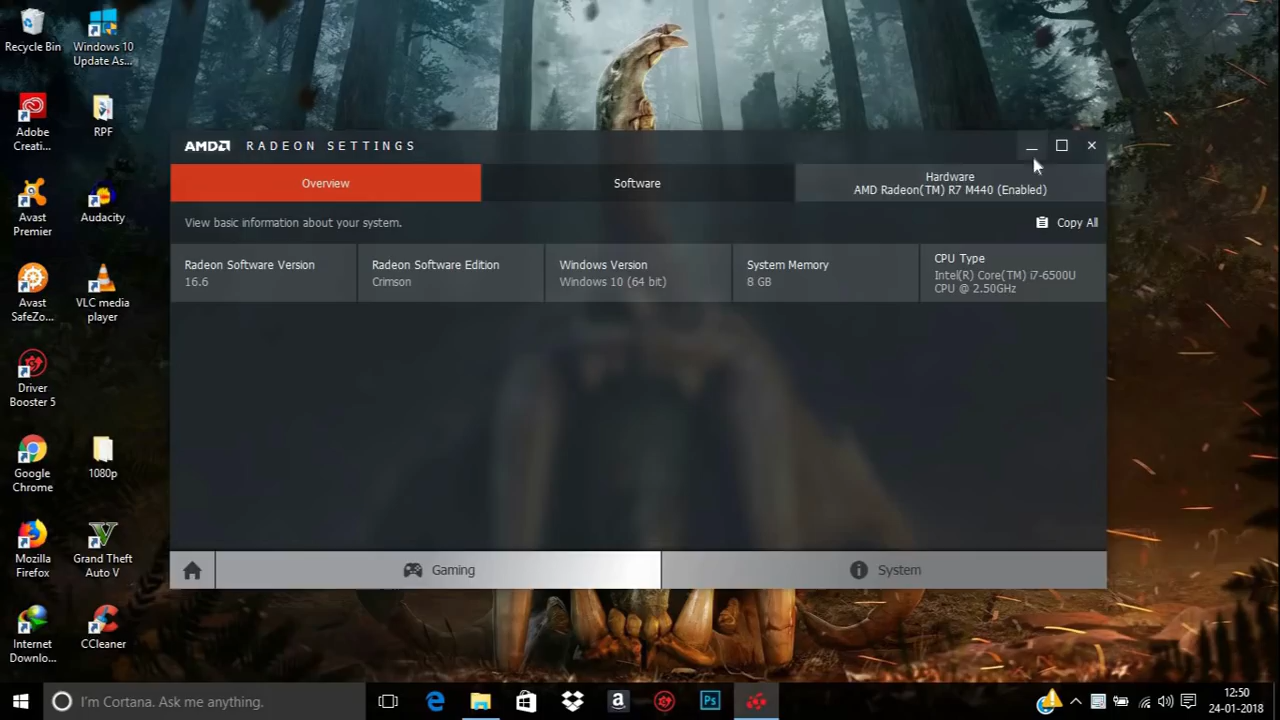 Recycle Bin
Windows 10
Update As...
Adobe
Creati...
RPF
Avast
Premier
Audacity
Avast
SafeZo...
VLC media
player
Driver
Booster 5
Google
Chrome
1080p
Mozilla
Firefox
Grand Theft
Auto V
Internet
Downlo...
CCleaner
AMD RADEON SETTINGS
Overview
Software
Hardware
AMD Radeon(TM) R7 M440 (Enabled)
View basic information about your system.
Copy All
Radeon Software Version
16.6
Radeon Software Edition
Crimson
Windows Version
Windows 10 (64 bit)
System Memory
8 GB
CPU Type
Intel(R) Core(TM) i7-6500U
CPU @ 2.50GHz
Gaming
System
I'm Cortana. Ask me anything.
a
Ps
12:50
24-01-2018